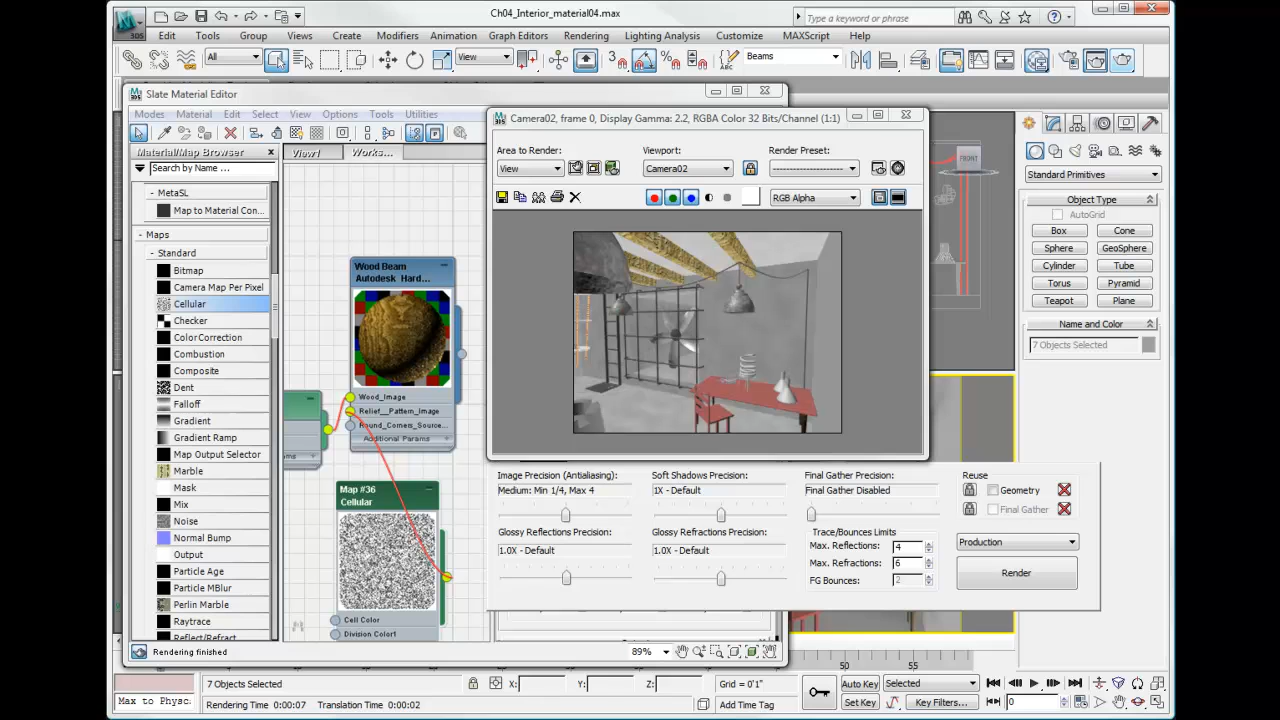 Ch04_Interior_material04.max
Type a keyword or phrase
3DS
Edit Tools Group Views Create Modifiers Animation Graph Editors Rendering Lighting Analysis Customize MAXScript Help
All View 3 % Beams
Slate Material Editor
Modes Material Edit Select View Options Tools Utilities
Material/Map Browser
Search by Name ...
MetaSL
Map to Material Con...
Maps
Standard
Bitmap
Camera Map Per Pixel
Cellular
Checker
ColorCorrection
Combustion
Composite
Dent
Falloff
Gradient
Gradient Ramp
Map Output Selector
Marble
Mask
Mix
Noise
Normal Bump
Output
Particle Age
Particle MBlur
Perlin Marble
Raytrace
Reflect/Refract
View1 Works...
Wood Beam
Autodesk Hard...
Wood_Image
Relief__Pattern_Image
Round_Corners_Source...
Additional Params
Map #36
Cellular
Cell Color
Division Color1
Rendering finished
89%
Camera02, frame 0, Display Gamma: 2.2, RGBA Color 32 Bits/Channel (1:1)
Area to Render: Viewport: Render Preset:
View Camera02
RGB Alpha
Image Precision (Antialiasing): Soft Shadows Precision: Final Gather Precision: Reuse
Medium: Min 1/4, Max 4 1X - Default Final Gather Disabled Geometry
Final Gather
Glossy Reflections Precision: Glossy Refractions Precision: Trace/Bounces Limits
1.0X - Default 1.0X - Default Max. Reflections: 4 Production
Max. Refractions: 6
FG Bounces: 2
Render
FRONT
Standard Primitives
Object Type
AutoGrid
Box Cone
Sphere GeoSphere
Cylinder Tube
Torus Pyramid
Teapot Plane
Name and Color
7 Objects Selected
50 55
7 Objects Selected X: Y: Z: Grid = 0'1" Auto Key Selected
Max to Physc Rendering Time 0:00:07 Translation Time 0:00:02 Add Time Tag Set Key Key Filters... 0